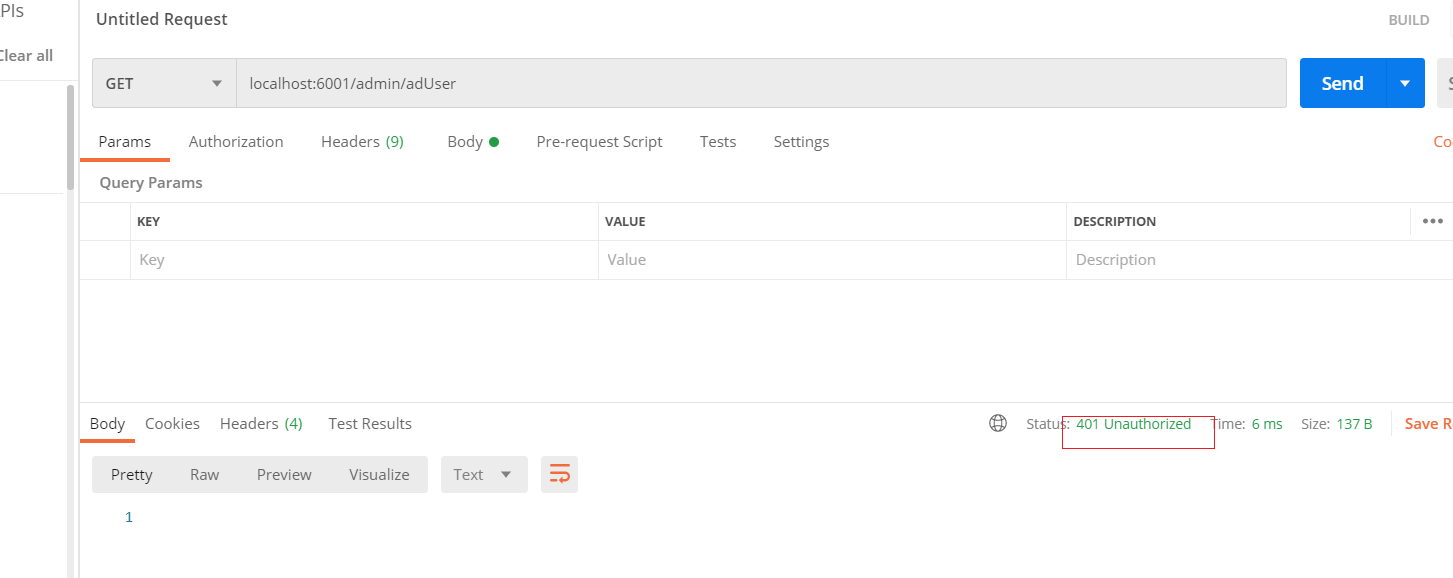 PIs
Untitled Request
BUILD
Clear all
GET localhost:6001/admin/adUser Send
Params Authorization Headers (9) Body Pre-request Script Tests Settings
Query Params
KEY VALUE DESCRIPTION
Key Value Description
Body Cookies Headers (4) Test Results Status: 401 Unauthorized Time: 6 ms Size: 137 B Save R
Pretty Raw Preview Visualize Text
1